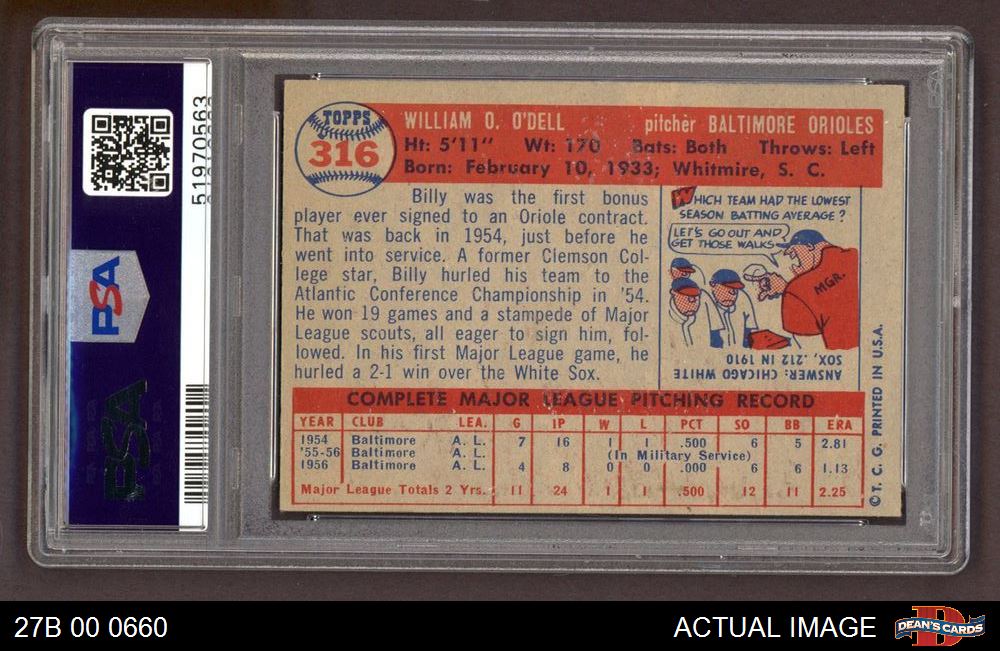 TOPPS
316
WILLIAM O. O'DELL pitcher BALTIMORE ORIOLES
Ht: 5'11" Wt: 170 Bats: Both Throws: Left
Born: February 10, 1933; Whitmire, S. C.
Billy was the first bonus
player ever signed to an Oriole contract.
That was back in 1954, just before he
went into service. A former Clemson Col-
lege star, Billy hurled his team to the
Atlantic Conference Championship in '54.
He won 19 games and a stampede of Major
League scouts, all eager to sign him, fol-
lowed. In his first Major League game, he
hurled a 2-1 win over the White Sox.
WHICH TEAM HAD THE LOWEST
SEASON BATTING AVERAGE?
LET'S GO OUT AND
GET THOSE WALKS
MGR.
ANSWER: CHICAGO WHITE
SOX, .212 IN 1910
© T. C. G. PRINTED IN U.S.A.
COMPLETE MAJOR LEAGUE PITCHING RECORD
YEAR CLUB LEA. G IP W L PCT SO BB ERA
1954 Baltimore A. L. 7 16 1 1 .500 6 5 2.81
'55-56 Baltimore A. L. (In Military Service)
1956 Baltimore A. L. 4 8 0 0 .000 6 6 1.13
Major League Totals 2 Yrs. 11 24 1 1 .500 12 11 2.25
51970563
PSA
PSA
27B 00 0660
ACTUAL IMAGE
D
DEAN'S CARDS